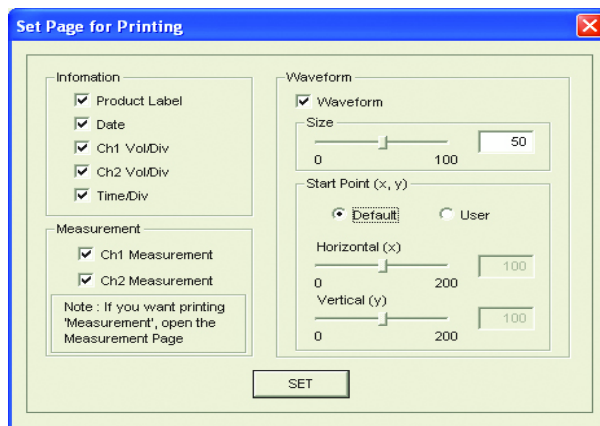 Set Page for Printing
Infomation
Product Label
Date
Ch1 Vol/Div
Ch2 Vol/Div
Time/Div
Measurement
Ch1 Measurement
Ch2 Measurement
Note : If you want printing
'Measurement', open the
Measurement Page
Waveform
Waveform
Size
50
0 100
Start Point (x, y)
Default User
Horizontal (x)
100
0 200
Vertical (y)
100
0 200
SET